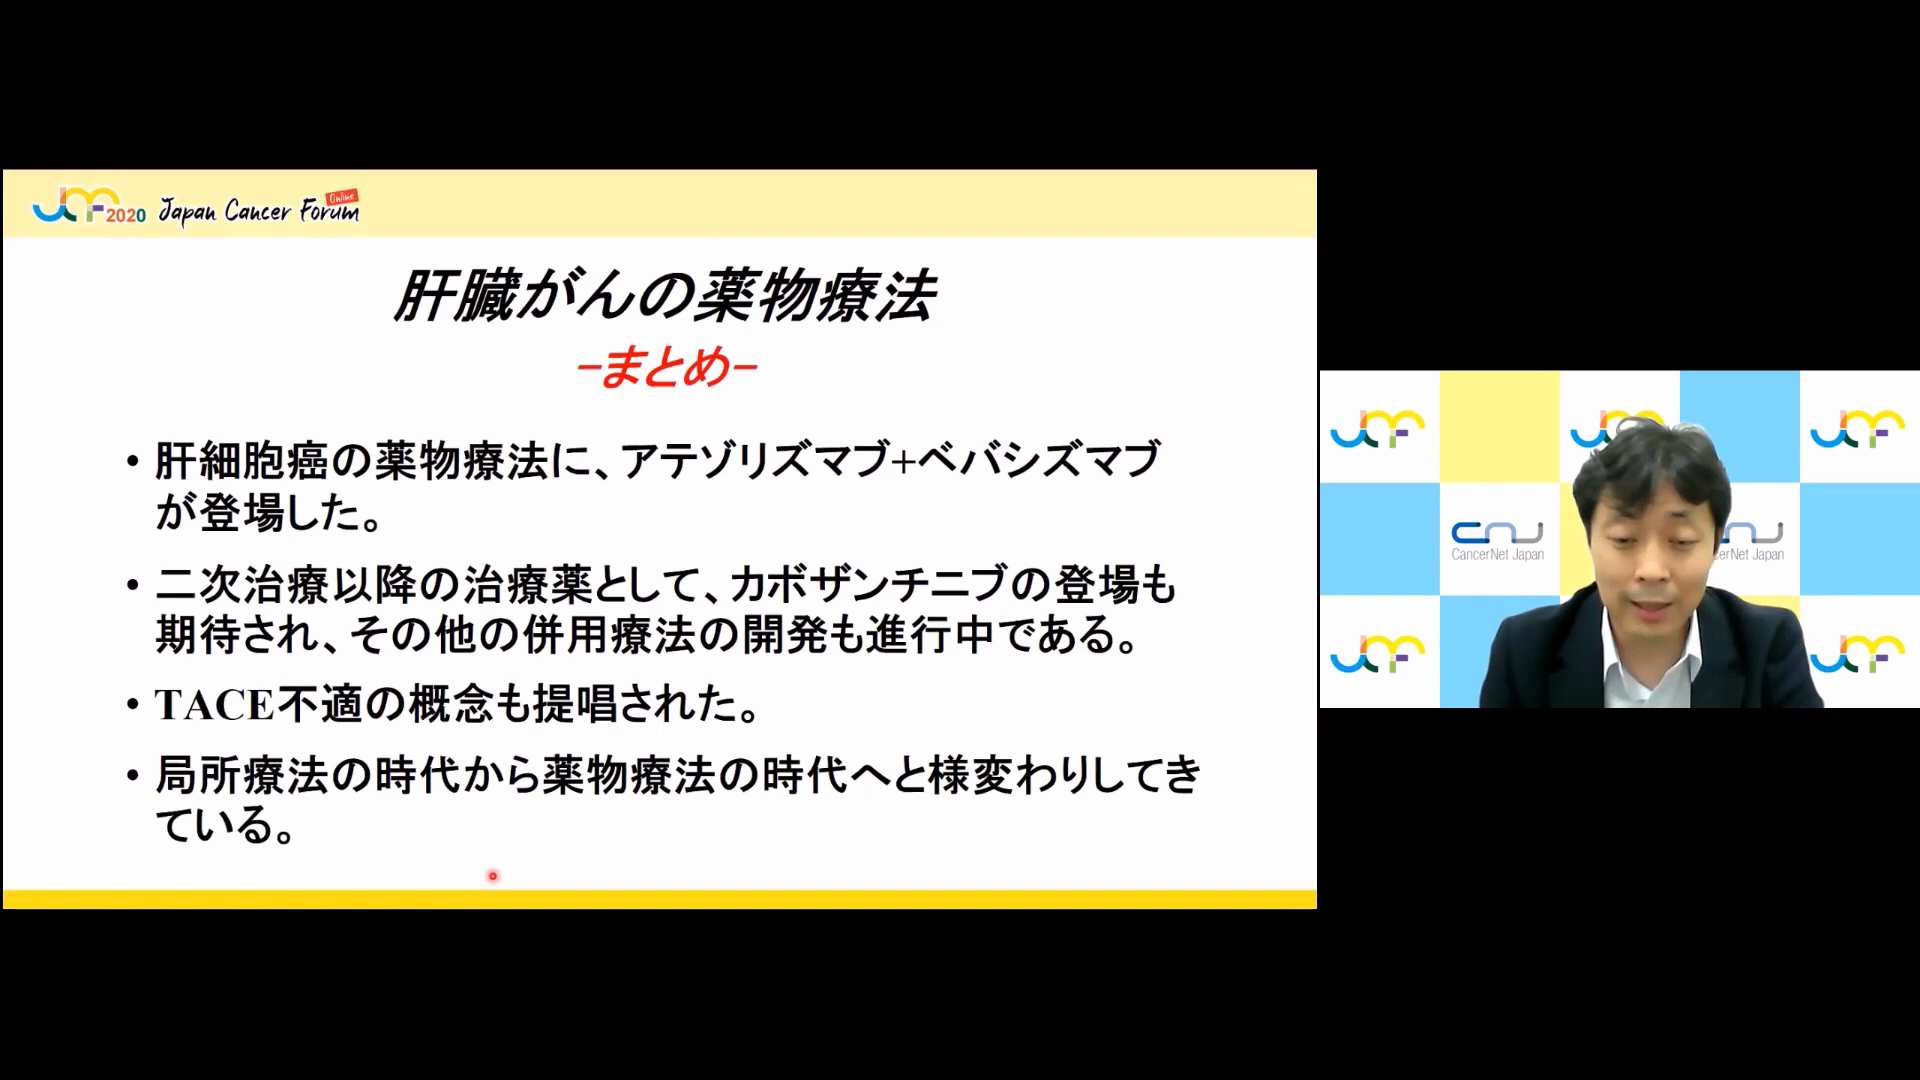 2020 Japan Cancer Forum Online
肝臓がんの薬物療法
-まとめ-
• 肝細胞癌の薬物療法に、アテゾリズマブ+ベバシズマブ
が登場した。
• 二次治療以降の治療薬として、カボザンチニブの登場も
期待され、その他の併用療法の開発も進行中である。
• TACE不適の概念も提唱された。
• 局所療法の時代から薬物療法の時代へと様変わりしてき
ている。
CancerNet Japan
erNet Japan